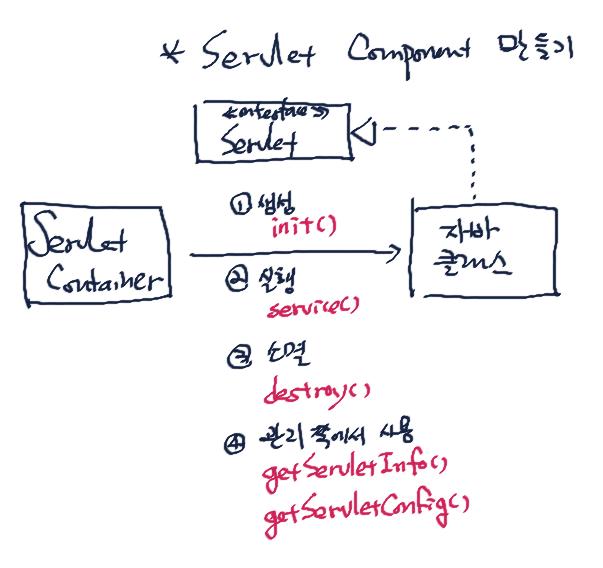 * Servlet Component 만들기
<<interface>>
Servlet
① 생성
init()
Servlet
Container
자바
클래스
② 실행
service()
③ 소멸
destroy()
④ 관리 쪽에서 사용
getServletInfo()
getServletConfig()